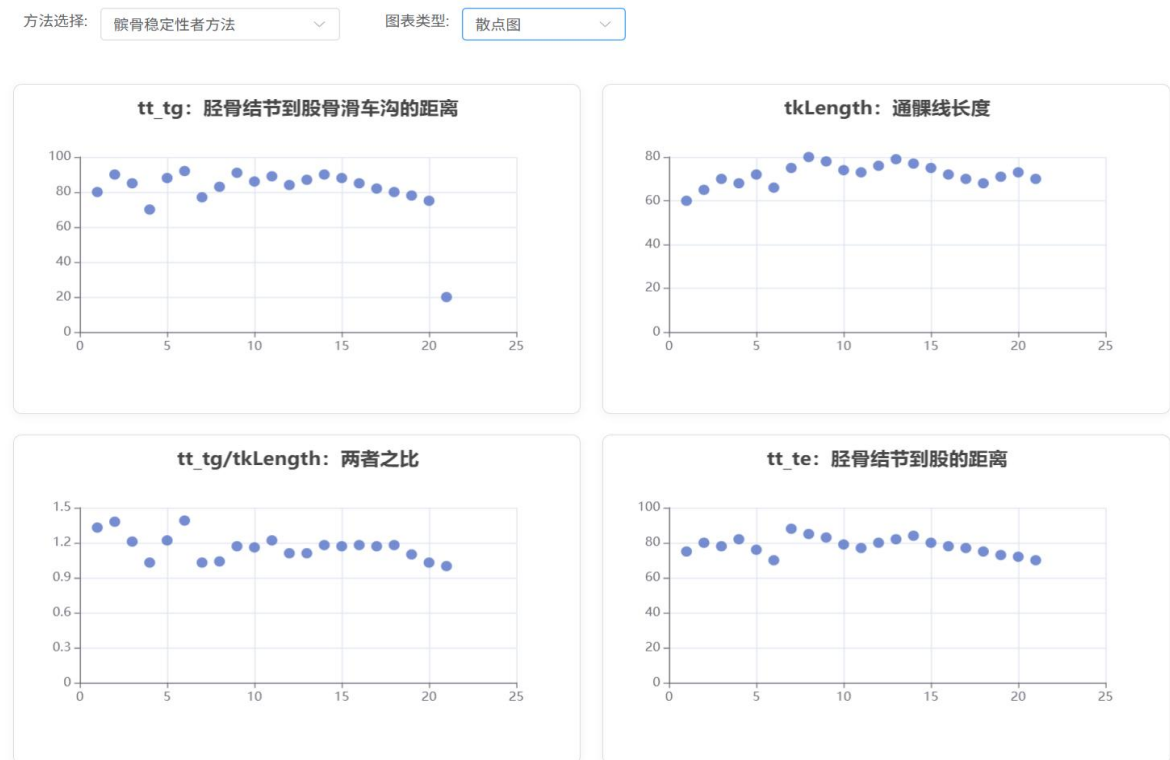 方法选择: 髌骨稳定性者方法 图表类型: 散点图
tt_tg：胫骨结节到股骨滑车沟的距离
100
80
60
40
20
0
0 5 10 15 20 25
tkLength：通髁线长度
80
60
40
20
0
0 5 10 15 20 25
tt_tg/tkLength：两者之比
1.5
1.2
0.9
0.6
0.3
0
0 5 10 15 20 25
tt_te：胫骨结节到股的距离
100
80
60
40
20
0
0 5 10 15 20 25